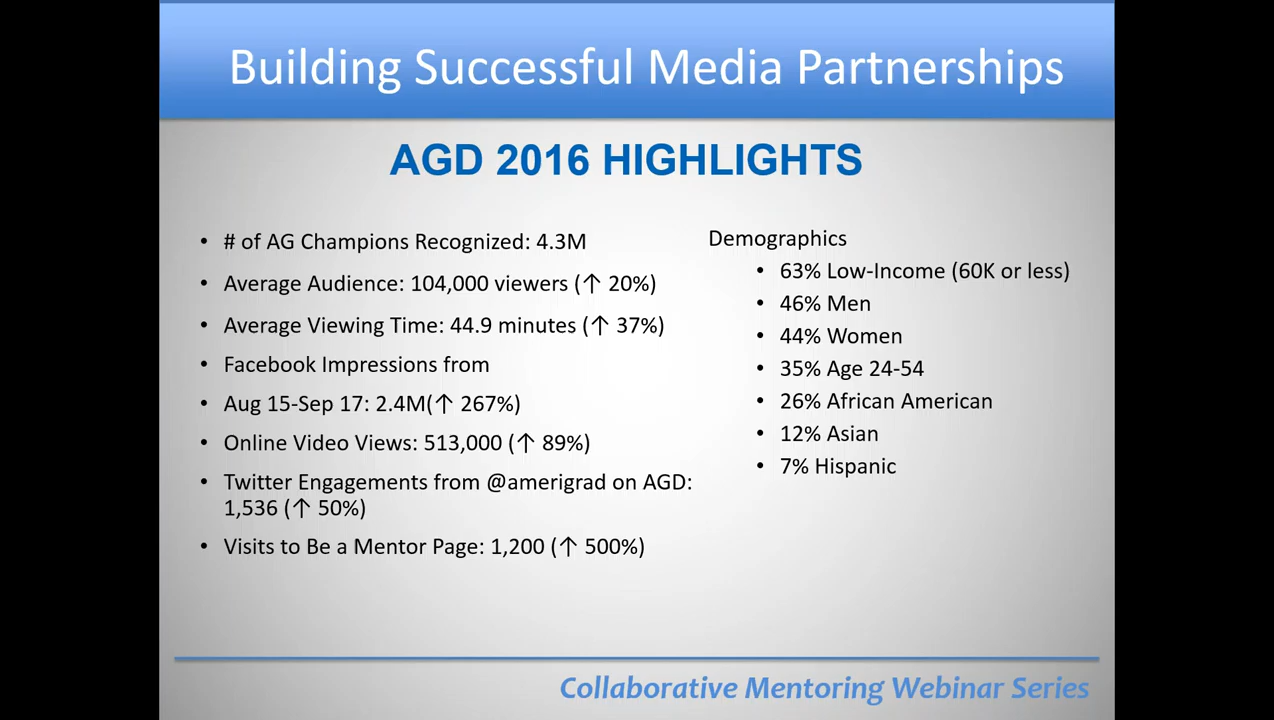 Building Successful Media Partnerships
AGD 2016 HIGHLIGHTS
• # of AG Champions Recognized: 4.3M
• Average Audience: 104,000 viewers (↑ 20%)
• Average Viewing Time: 44.9 minutes (↑ 37%)
• Facebook Impressions from
• Aug 15-Sep 17: 2.4M(↑ 267%)
• Online Video Views: 513,000 (↑ 89%)
• Twitter Engagements from @amerigrad on AGD:
1,536 (↑ 50%)
• Visits to Be a Mentor Page: 1,200 (↑ 500%)
Demographics
• 63% Low-Income (60K or less)
• 46% Men
• 44% Women
• 35% Age 24-54
• 26% African American
• 12% Asian
• 7% Hispanic
Collaborative Mentoring Webinar Series